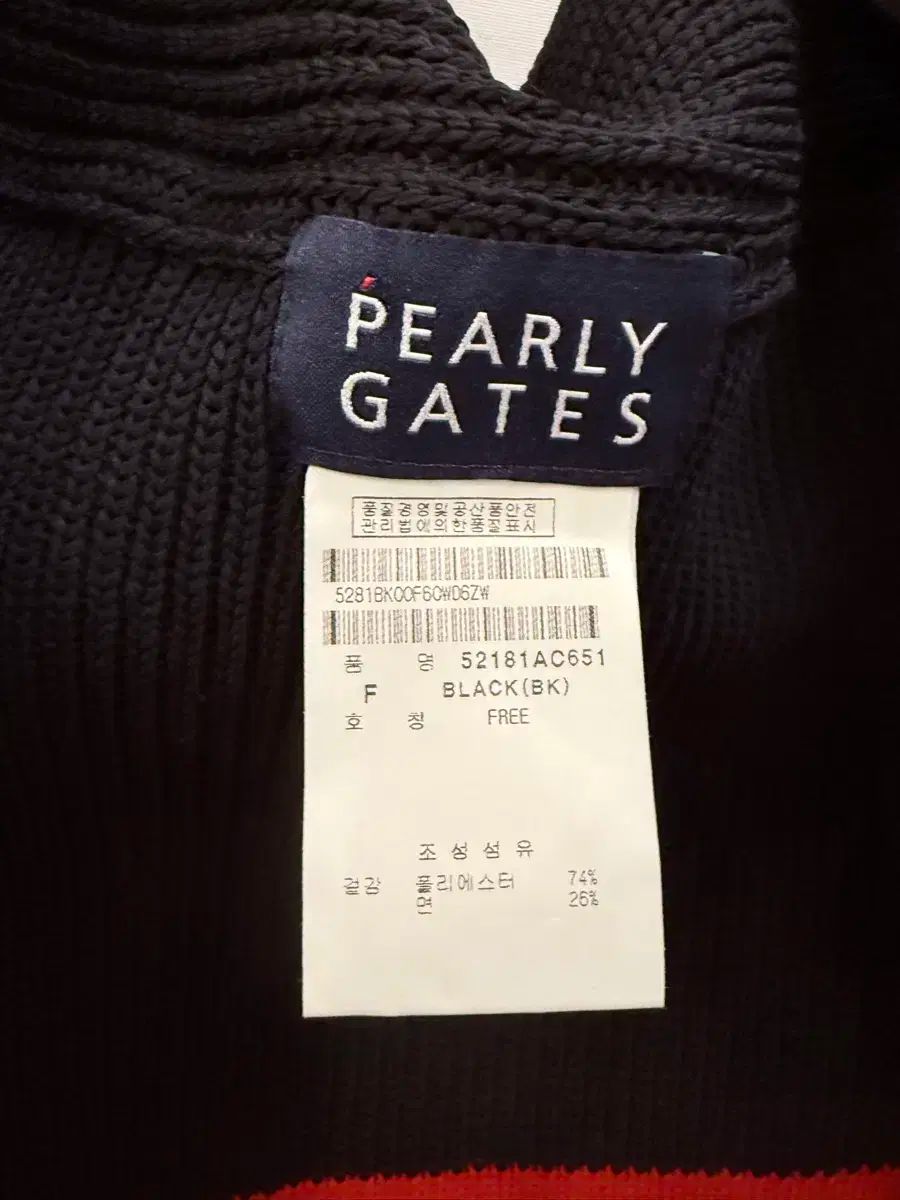 PEARLY
GATES
품질경영및공산품안전
관리법에의한품질표시
5281BK00F60WD6ZW
품 명 52181AC651
F BLACK(BK)
호 칭 FREE
조성섬유
겉감 폴리에스터 74%
면 26%